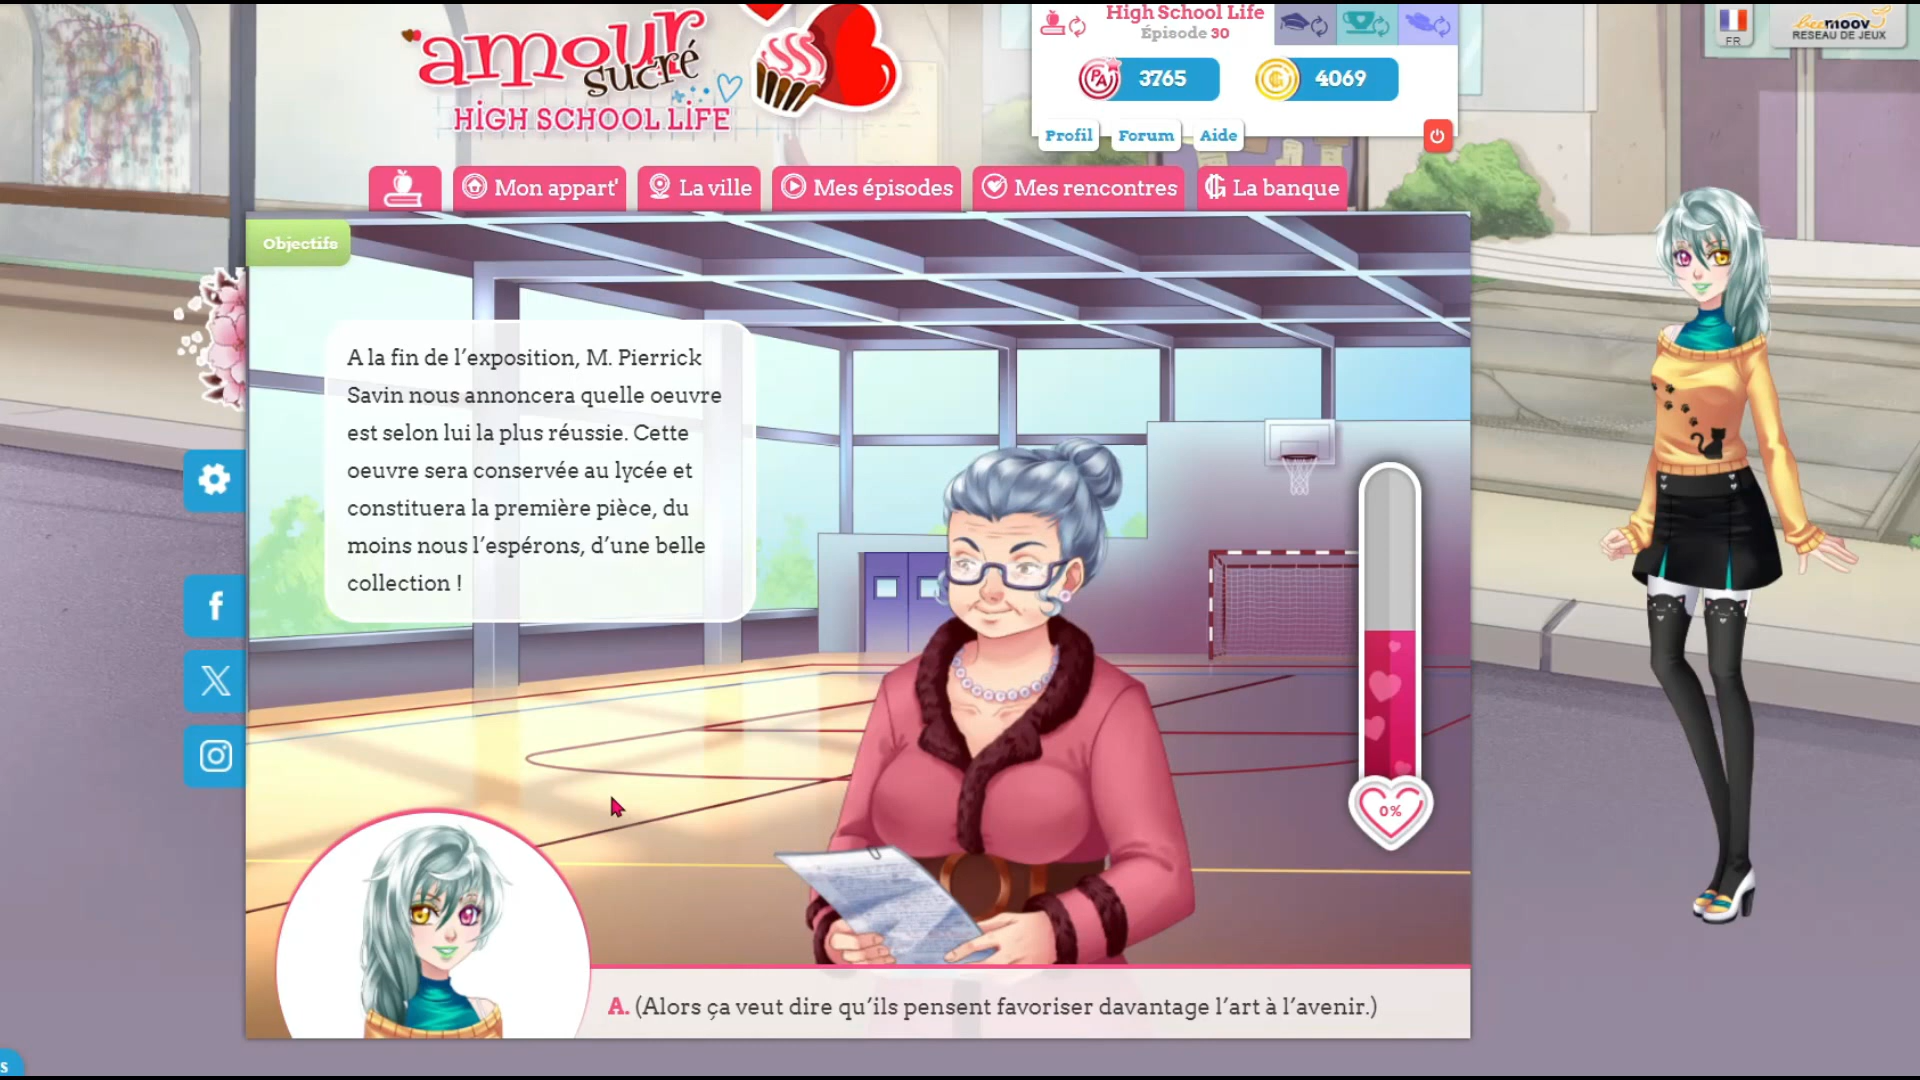 amour
sucré
HIGH SCHOOL LIFE
High School Life
Épisode 30
PA
3765
4069
Profil
Forum
Aide
FR
beemoov
RESEAU DE JEUX
Mon appart'
La ville
Mes épisodes
Mes rencontres
La banque
Objectifs
A la fin de l’exposition, M. Pierrick
Savin nous annoncera quelle oeuvre
est selon lui la plus réussie. Cette
oeuvre sera conservée au lycée et
constituera la première pièce, du
moins nous l’espérons, d’une belle
collection !
0%
A. (Alors ça veut dire qu’ils pensent favoriser davantage l’art à l’avenir.)
s